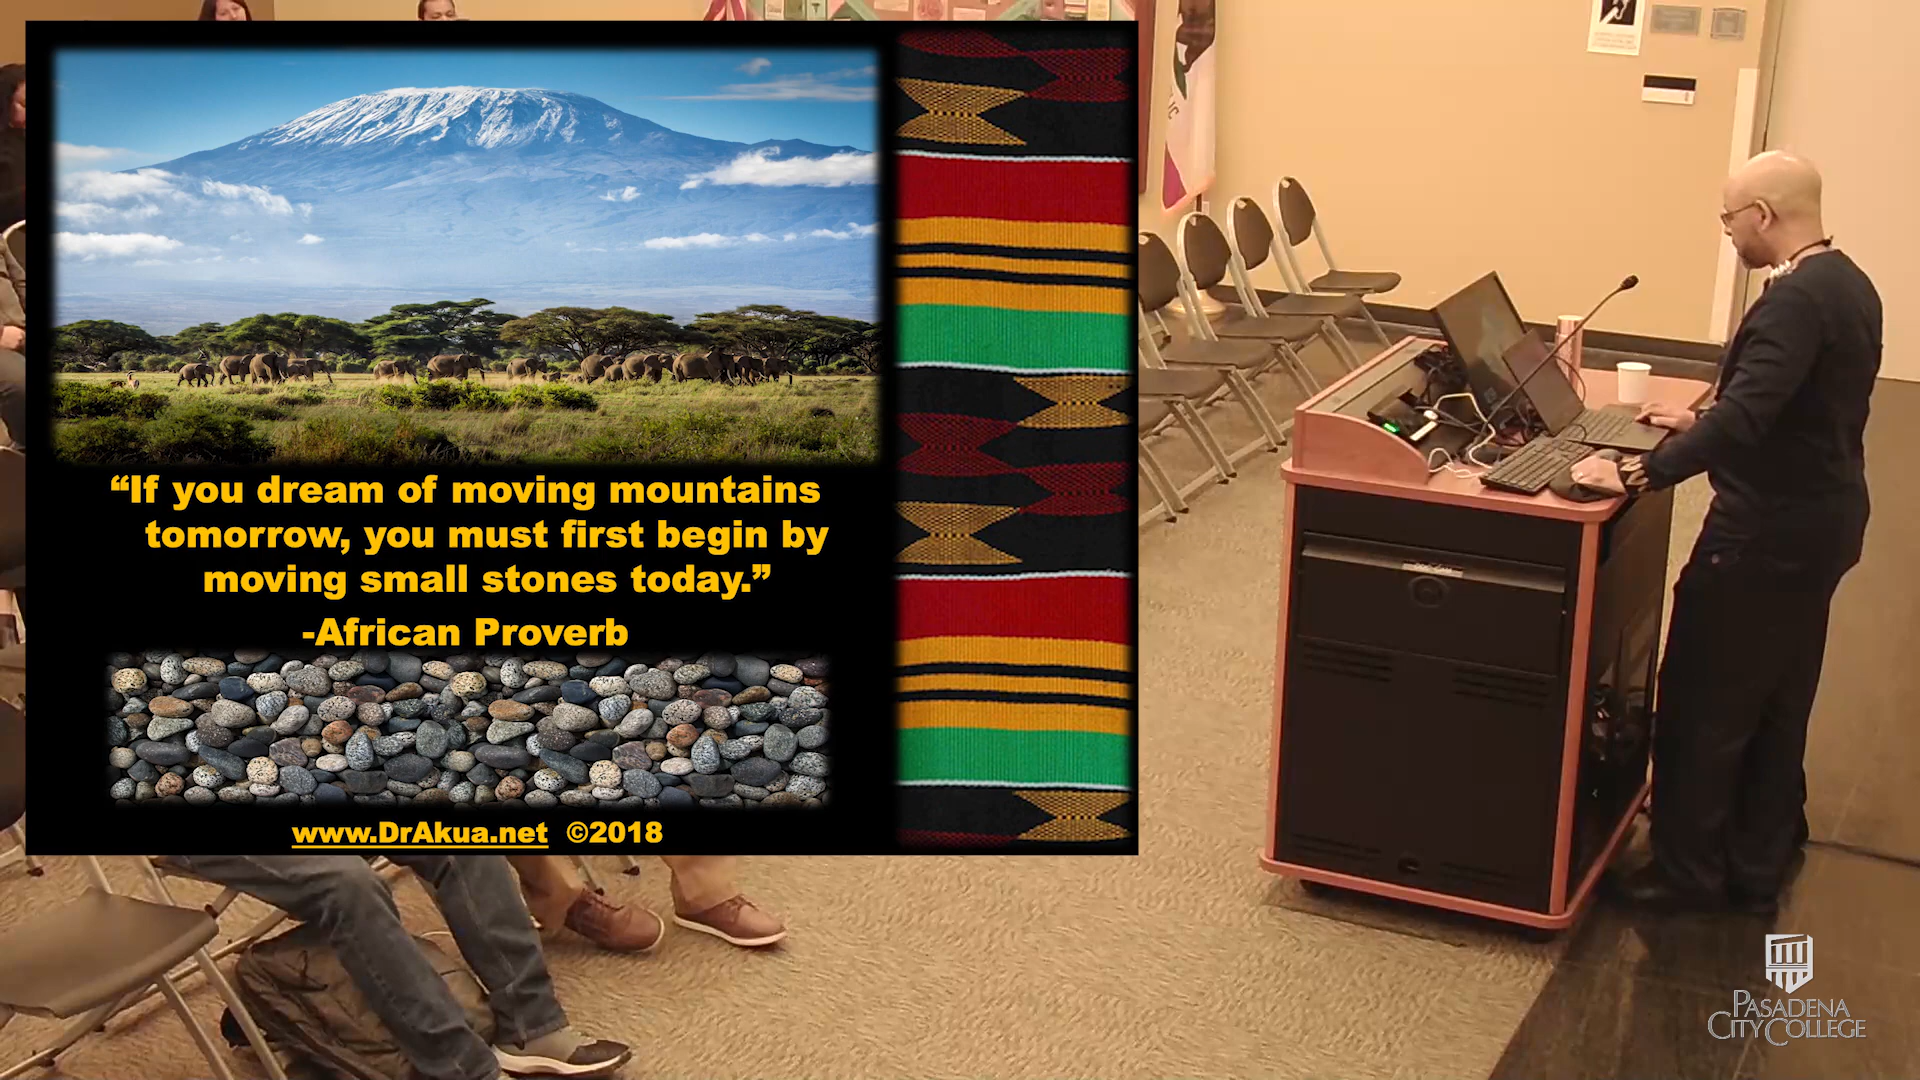 “If you dream of moving mountains
tomorrow, you must first begin by
moving small stones today.”
-African Proverb
www.DrAkua.net ©2018
PASADENA
CITY COLLEGE